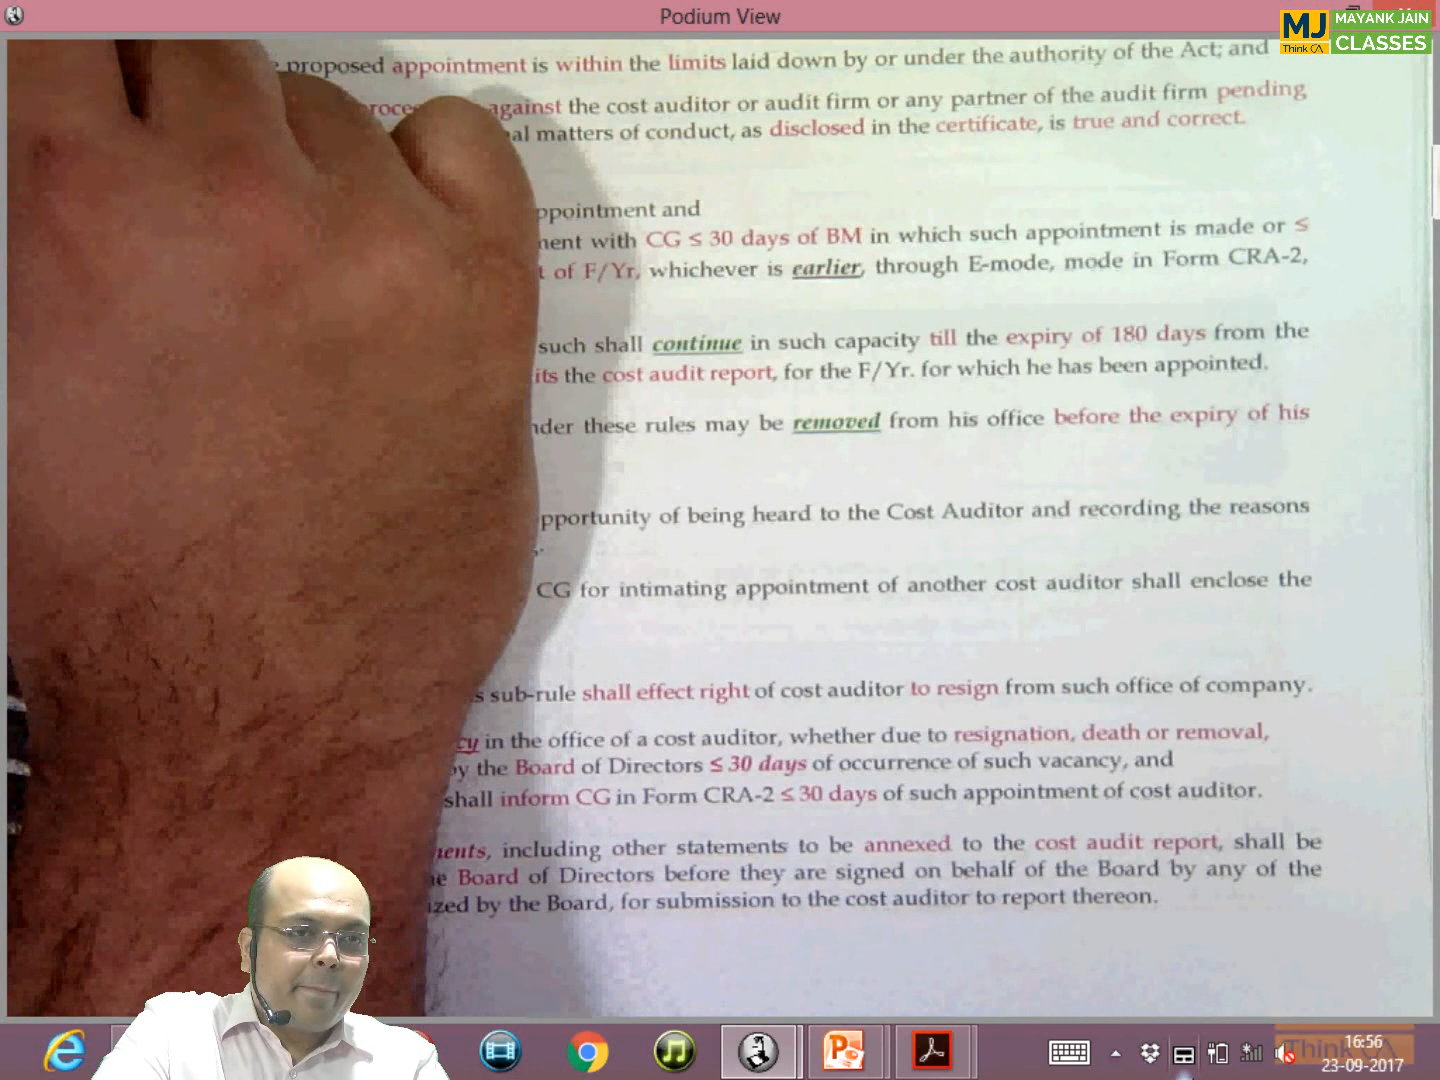 Podium View
MJ
Think CA
MAYANK JAIN
CLASSES
proposed appointment is within the limits laid down by or under the authority of the Act; and
against the cost auditor or audit firm or any partner of the audit firm pending
matters of conduct, as disclosed in the certificate, is true and correct.
ppointment and
with CG ≤ 30 days of BM in which such appointment is made or ≤
of F/Yr, whichever is earlier, through E-mode, mode in Form CRA-2,
such shall continue in such capacity till the expiry of 180 days from the
its the cost audit report, for the F/Yr. for which he has been appointed.
these rules may be removed from his office before the expiry of his
pportunity of being heard to the Cost Auditor and recording the reasons
CG for intimating appointment of another cost auditor shall enclose the
s sub-rule shall effect right of cost auditor to resign from such office of company.
cy in the office of a cost auditor, whether due to resignation, death or removal,
by the Board of Directors ≤ 30 days of occurrence of such vacancy, and
shall inform CG in Form CRA-2 ≤ 30 days of such appointment of cost auditor.
ents, including other statements to be annexed to the cost audit report, shall be
Board of Directors before they are signed on behalf of the Board by any of the
ized by the Board, for submission to the cost auditor to report thereon.
Think CA
16:56
23-09-2017